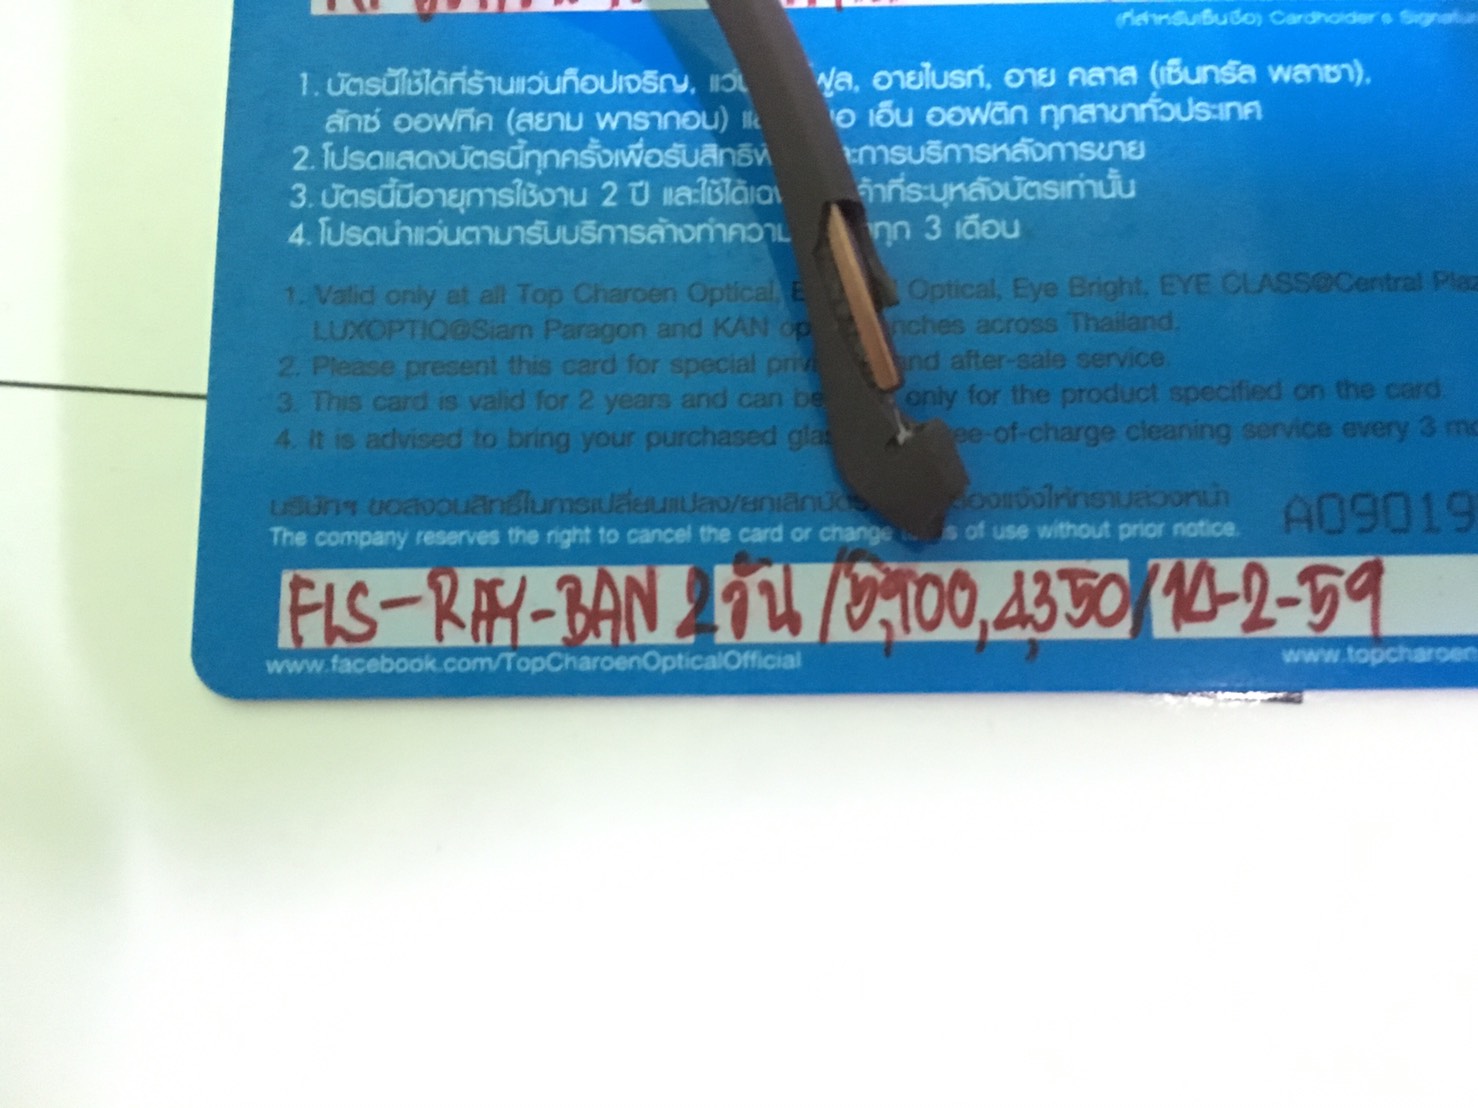 (ที่สำหรับเซ็นชื่อ) Cardholder's
1. บัตรนี้ใช้ได้ที่ร้านแว่นท็อปเจริญ, อายไบรท์, อาย คลาส (เซ็นทรัล พลาซา),
ลักซ์ ออฟทีค (สยาม พารากอน) เอ็น ออฟติก ทุกสาขาทั่วประเทศ
2. โปรดแสดงบัตรนี้ทุกครั้งเพื่อรับสิทธิ การบริการหลังการขาย
3. บัตรนี้มีอายุการใช้งาน 2 ปี และใช้ได้ ที่ระบุหลังบัตรเท่านั้น
4. โปรดนำแว่นตามารับบริการล้างทำความ ทุก 3 เดือน
1. Valid only at all Top Charoen Optical, Optical, Eye Bright, EYE CLASS@Central
LUXOPTIQ@Siam Paragon and KAN across Thailand.
2. Please present this card for special and after-sale service.
3. This card is valid for 2 years and can be only for the product specified on the card.
4. It is advised to bring your purchased cleaning service every 3
บริษัทฯ ขอสงวนสิทธิ์ในการเปลี่ยนแปลง/ยกเลิก ต้องแจ้งให้ทราบล่วงหน้า
A09019
The company reserves the right to cancel the card or change of use without prior notice.
FLS-RAY-BAN 2 ชิ้น /5,900,4,350/14-2-59
www.facebook.com/TopCharoenOpticalOfficial
www.topcharoen